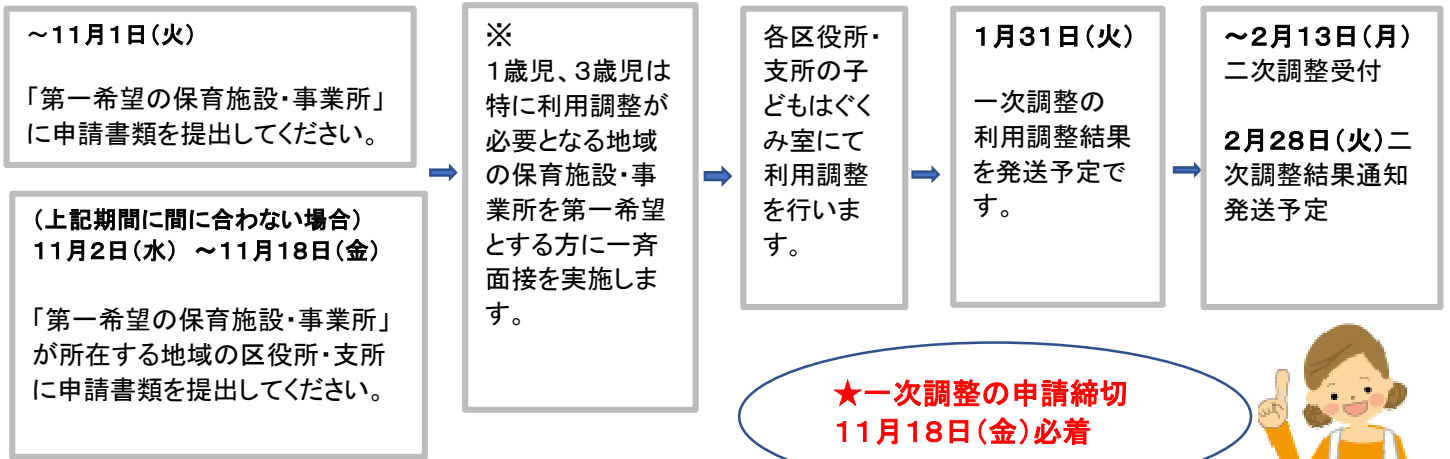 ～11月1日(火)
「第一希望の保育施設・事業所」
に申請書類を提出してください。
(上記期間に間に合わない場合)
11月2日(水) ～11月18日(金)
「第一希望の保育施設・事業所」
が所在する地域の区役所・支所
に申請書類を提出してください。
※
1歳児、3歳児は
特に利用調整が
必要となる地域
の保育施設・事
業所を第一希望
とする方に一斉
面接を実施しま
す。
各区役所・
支所の子
どもはぐく
み室にて
利用調整
を行いま
す。
1月31日(火)
一次調整の
利用調整結果
を発送予定で
す。
～2月13日(月)
二次調整受付
2月28日(火)二
次調整結果通知
発送予定
★一次調整の申請締切
11月18日(金)必着